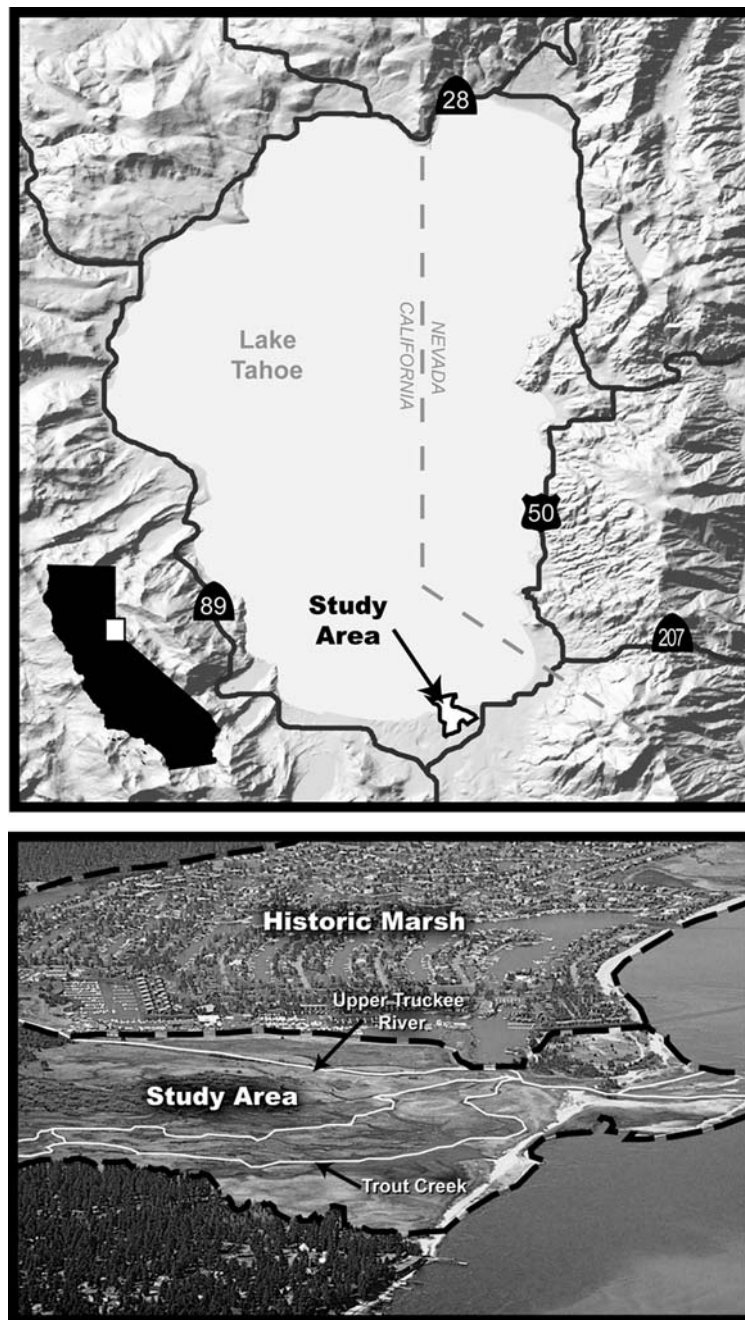 28
Lake
Tahoe
NEVADA
CALIFORNIA
50
Study
Area
89
207
Historic Marsh
Upper Truckee
River
Study Area
Trout Creek